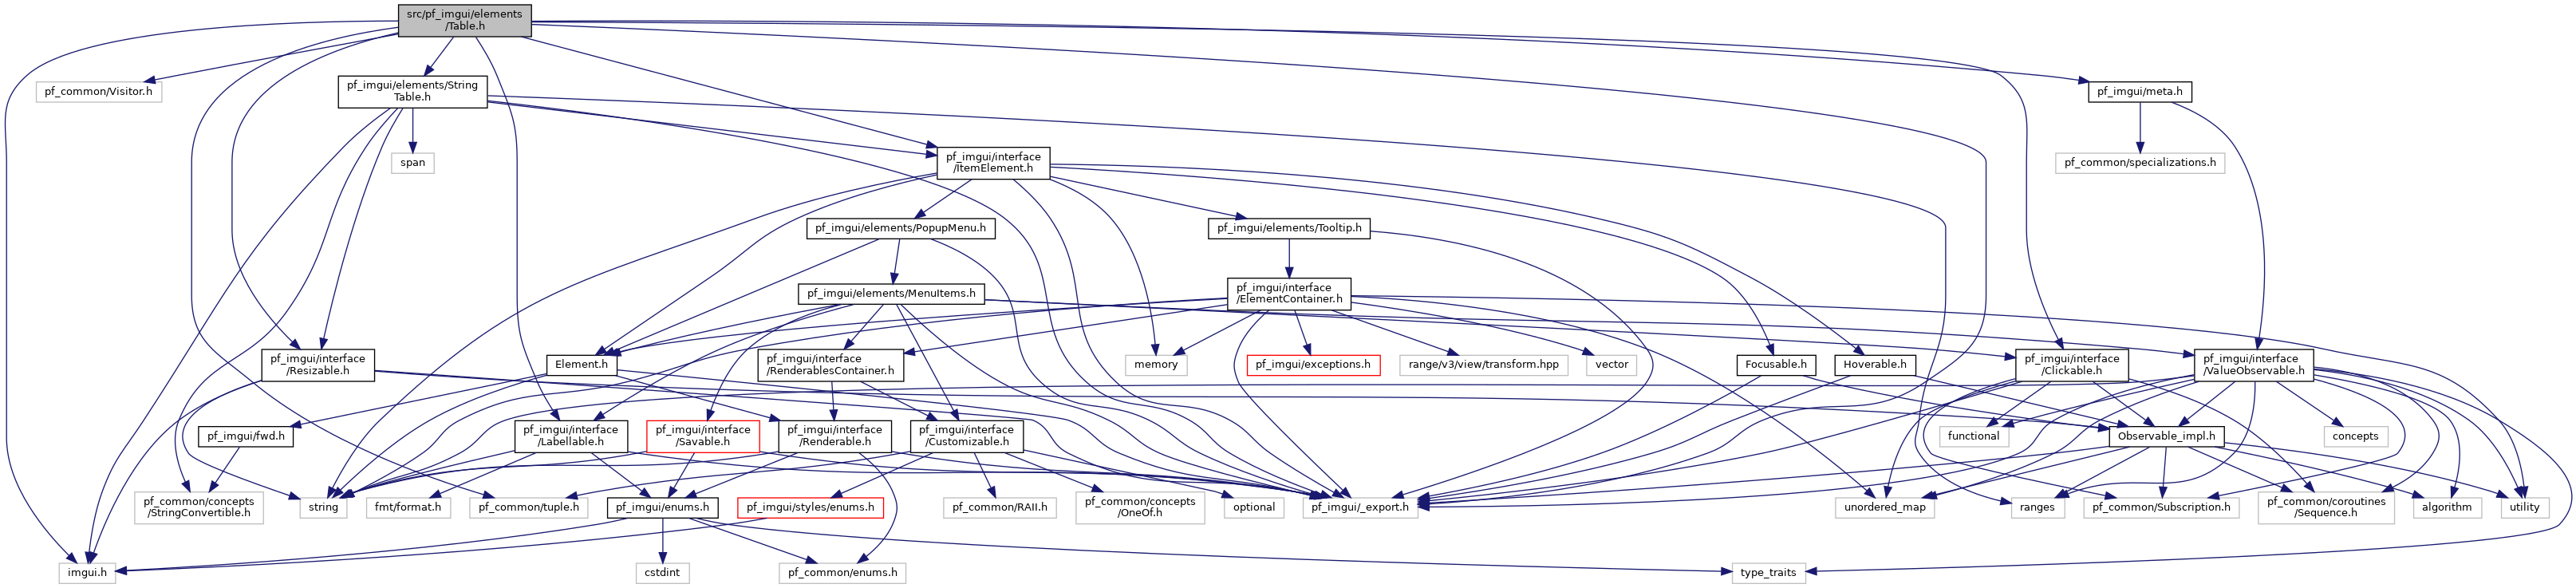 src/pf_imgui/elements
/Table.h
pf_common/Visitor.h
pf_imgui/elements/String
Table.h
pf_imgui/meta.h
span
pf_imgui/interface
/ItemElement.h
pf_common/specializations.h
pf_imgui/elements/PopupMenu.h
pf_imgui/elements/Tooltip.h
pf_imgui/elements/MenuItems.h
pf_imgui/interface
/ElementContainer.h
pf_imgui/interface
/Resizable.h
Element.h
pf_imgui/interface
/RenderablesContainer.h
memory
pf_imgui/exceptions.h
range/v3/view/transform.hpp
vector
Focusable.h
Hoverable.h
pf_imgui/interface
/Clickable.h
pf_imgui/interface
/ValueObservable.h
pf_imgui/fwd.h
pf_imgui/interface
/Labellable.h
pf_imgui/interface
/Savable.h
pf_imgui/interface
/Renderable.h
pf_imgui/interface
/Customizable.h
functional
Observable_impl.h
concepts
pf_common/concepts
/StringConvertible.h
string
fmt/format.h
pf_common/tuple.h
pf_imgui/enums.h
pf_imgui/styles/enums.h
pf_common/RAII.h
pf_common/concepts
/OneOf.h
optional
pf_imgui/_export.h
unordered_map
ranges
pf_common/Subscription.h
pf_common/coroutines
/Sequence.h
algorithm
utility
imgui.h
cstdint
pf_common/enums.h
type_traits